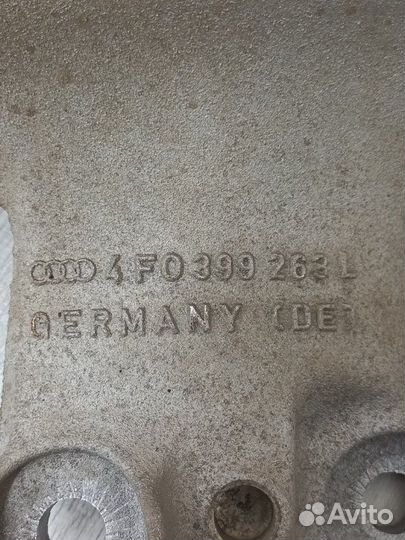 4F0 399 263 L
GERMANY (DE)
Avito